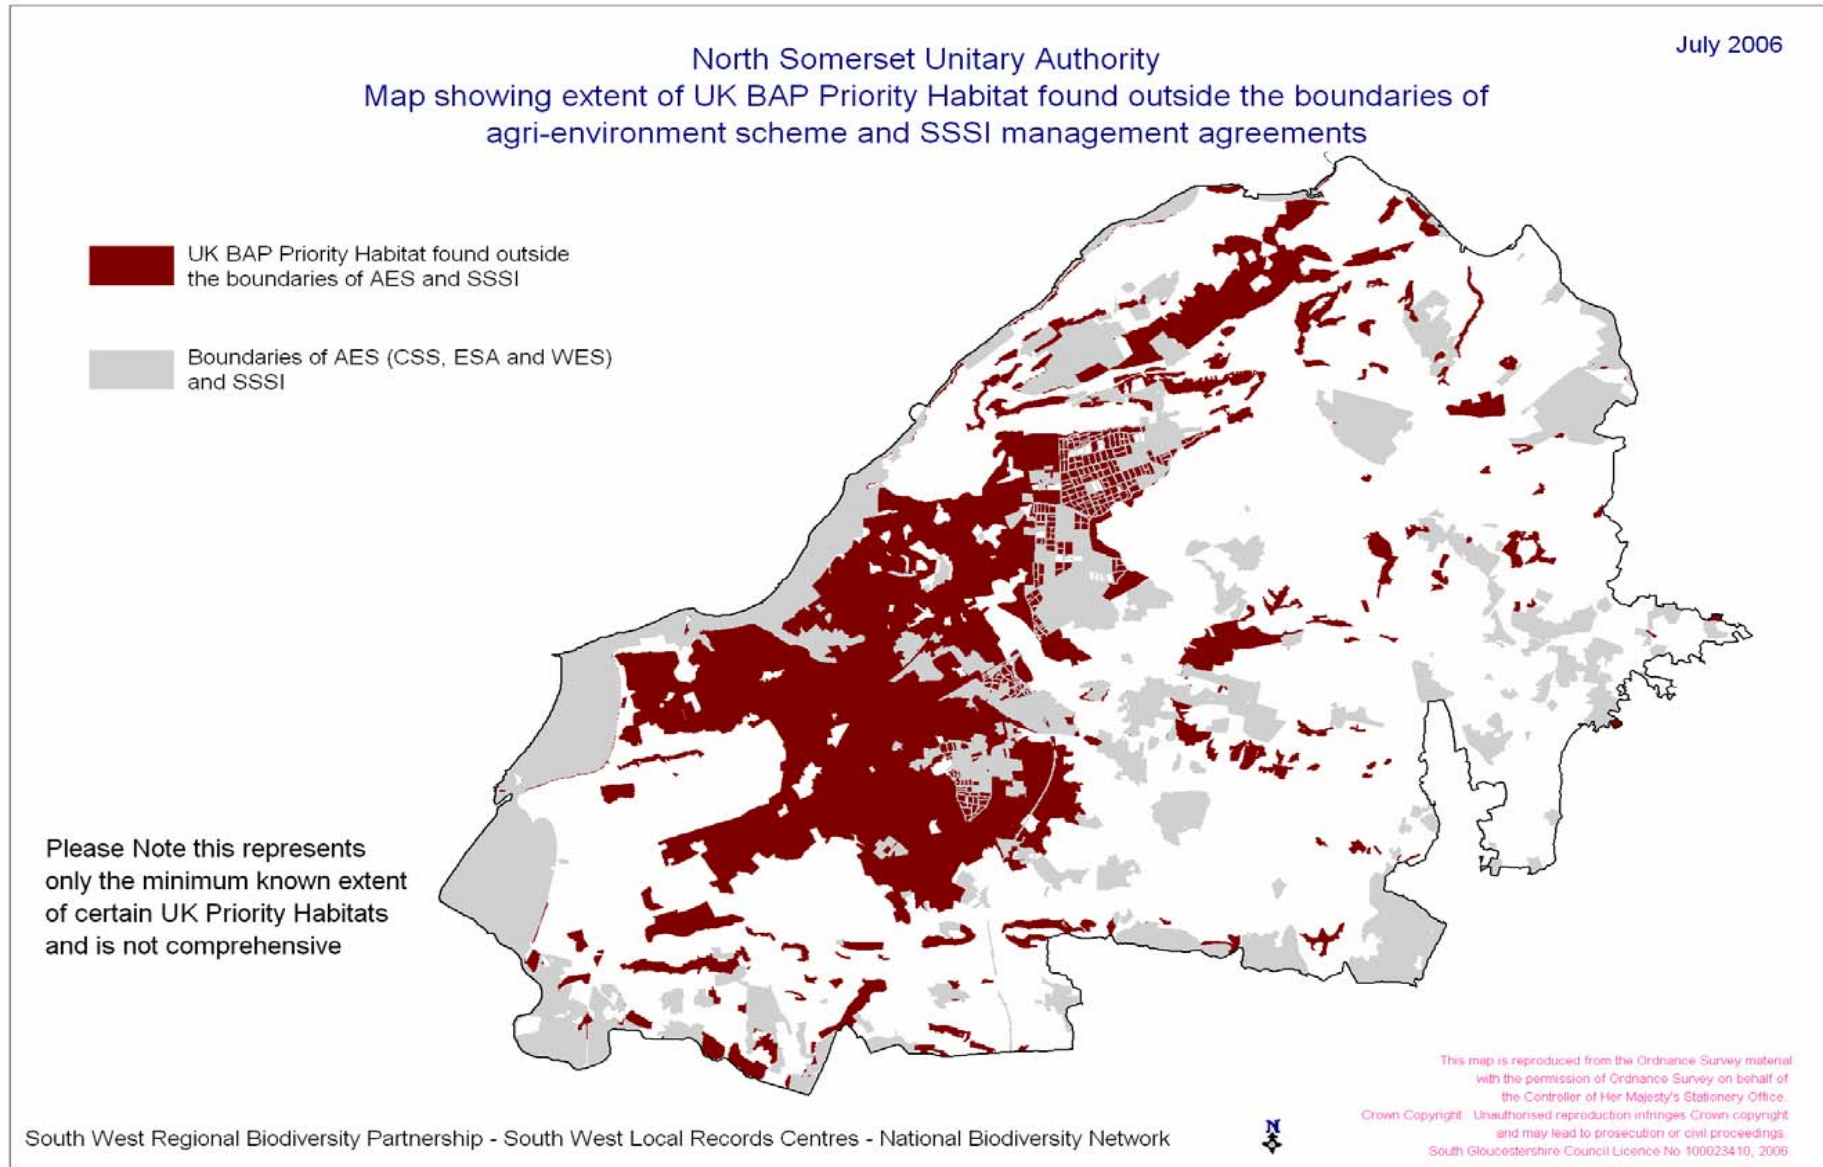 July 2006
North Somerset Unitary Authority
Map showing extent of UK BAP Priority Habitat found outside the boundaries of
agri-environment scheme and SSSI management agreements
UK BAP Priority Habitat found outside
the boundaries of AES and SSSI
Boundaries of AES (CSS, ESA and WES)
and SSSI
Please Note this represents
only the minimum known extent
of certain UK Priority Habitats
and is not comprehensive
This map is reproduced from the Ordnance Survey material
with the permission of Ordnance Survey on behalf of
the Controller of Her Majesty's Stationery Office.
Crown Copyright. Unauthorised reproduction infringes Crown copyright
and may lead to prosecution or civil proceedings.
South Gloucestershire Council Licence No 100023410, 2006.
South West Regional Biodiversity Partnership - South West Local Records Centres - National Biodiversity Network
N